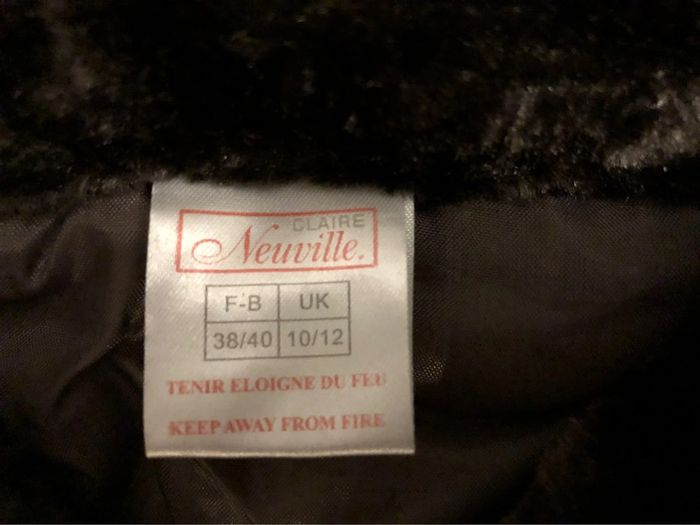 CLAIRE
Neuville.
F-B UK
38/40 10/12
TENIR ELOIGNE DU FEU
KEEP AWAY FROM FIRE